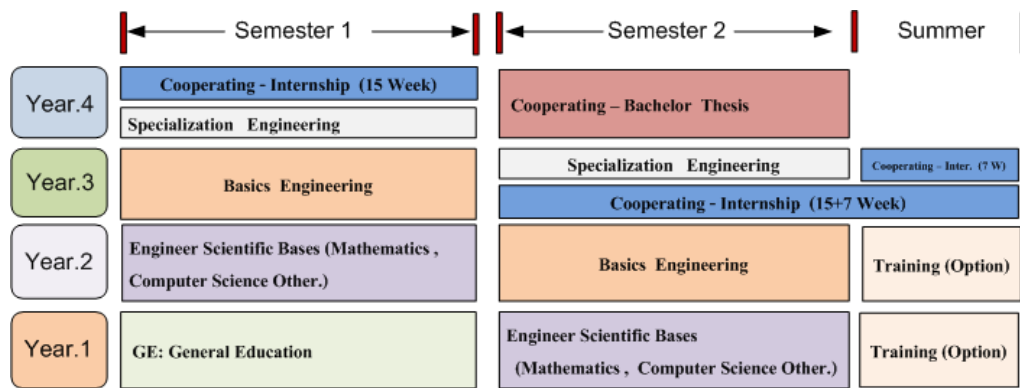 Semester 1
Semester 2
Summer
Year.4
Cooperating - Internship (15 Week)
Specialization Engineering
Cooperating – Bachelor Thesis
Year.3
Basics Engineering
Specialization Engineering
Cooperating – Inter. (7 W)
Cooperating - Internship (15+7 Week)
Year.2
Engineer Scientific Bases (Mathematics ,
Computer Science Other.)
Basics Engineering
Training (Option)
Year.1
GE: General Education
Engineer Scientific Bases
(Mathematics , Computer Science Other.)
Training (Option)